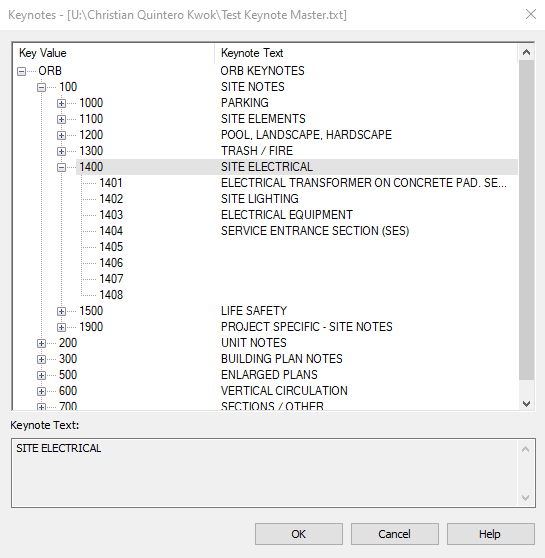 Keynotes - [U:\Christian Quintero Kwok\Test Keynote Master.txt]
Key Value Keynote Text
ORB ORB KEYNOTES
100 SITE NOTES
1000 PARKING
1100 SITE ELEMENTS
1200 POOL, LANDSCAPE, HARDSCAPE
1300 TRASH / FIRE
1400 SITE ELECTRICAL
1401 ELECTRICAL TRANSFORMER ON CONCRETE PAD. SE...
1402 SITE LIGHTING
1403 ELECTRICAL EQUIPMENT
1404 SERVICE ENTRANCE SECTION (SES)
1405
1406
1407
1408
1500 LIFE SAFETY
1900 PROJECT SPECIFIC - SITE NOTES
200 UNIT NOTES
300 BUILDING PLAN NOTES
500 ENLARGED PLANS
600 VERTICAL CIRCULATION
700 SECTIONS / OTHER
Keynote Text:
SITE ELECTRICAL
OK Cancel Help